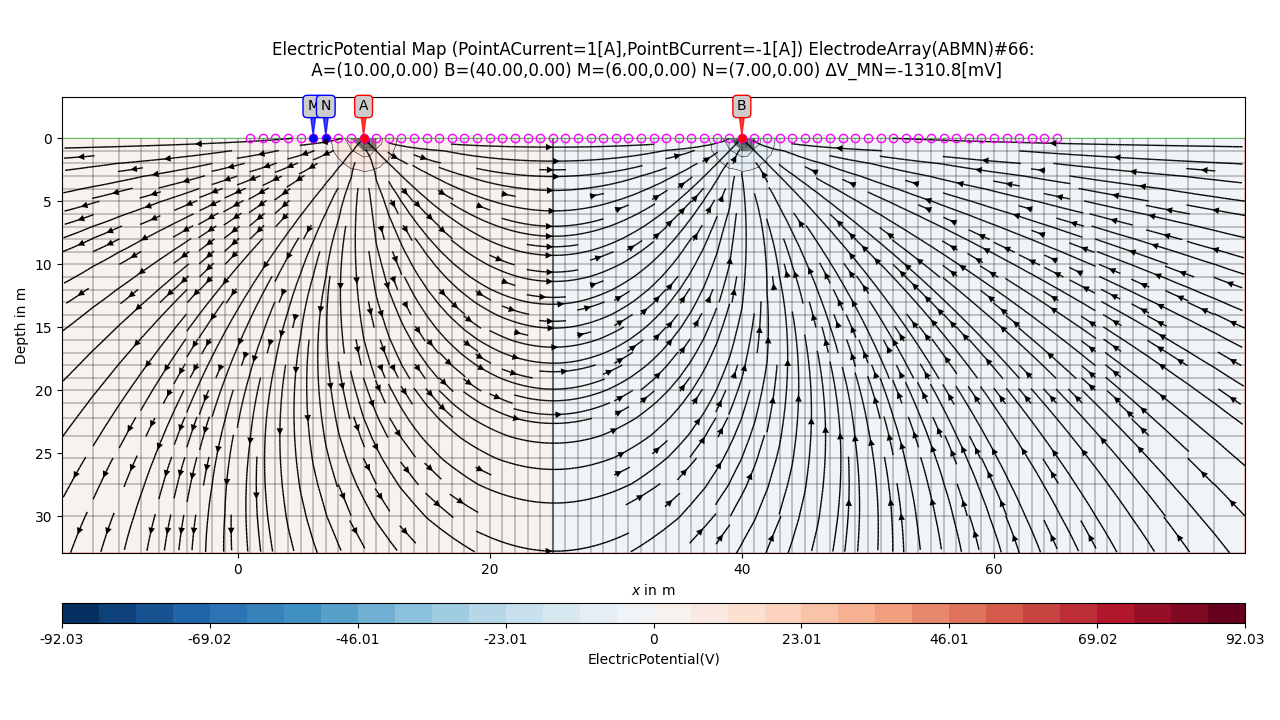 ElectricPotential Map (PointACurrent=1[A],PointBCurrent=-1[A]) ElectrodeArray(ABMN)#66:
A=(10.00,0.00) B=(40.00,0.00) M=(6.00,0.00) N=(7.00,0.00) ΔV_MN=-1310.8[mV]
M N A B
0
5
10
15
20
25
30
Depth in m
0 20 40 60
x in m
-92.03 -69.02 -46.01 -23.01 0 23.01 46.01 69.02 92.03
ElectricPotential(V)